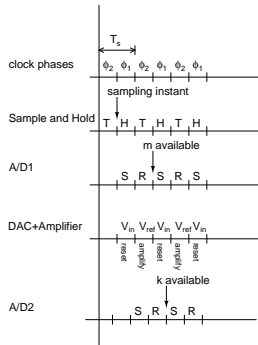 Ts
clock phases ϕ2 ϕ1 ϕ2 ϕ1 ϕ2 ϕ1
sampling instant
Sample and Hold T H T H T H
m available
A/D1 S R S R S
DAC+Amplifier Vin Vref Vin Vref Vin
reset amplify reset amplify reset
k available
A/D2 S R S R